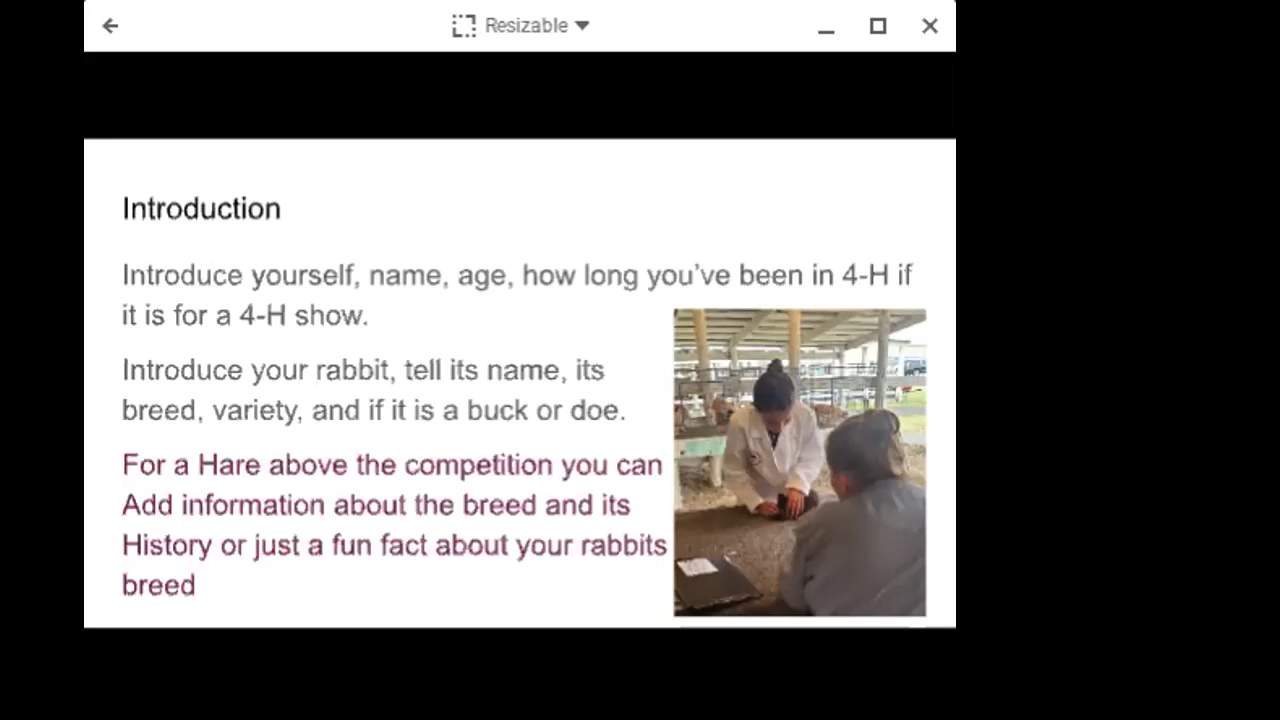 Resizable
Introduction
Introduce yourself, name, age, how long you've been in 4-H if
it is for a 4-H show.
Introduce your rabbit, tell its name, its
breed, variety, and if it is a buck or doe.
For a Hare above the competition you can
Add information about the breed and its
History or just a fun fact about your rabbits
breed